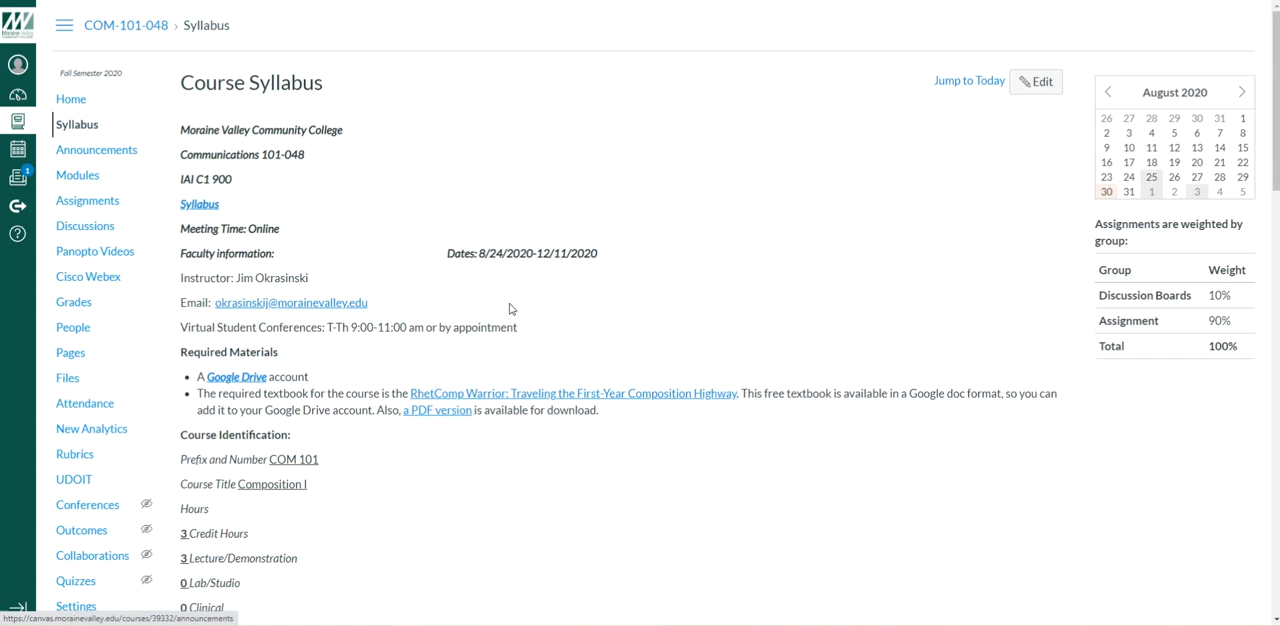 COM-101-048 › Syllabus
Fall Semester 2020
Home
Syllabus
Announcements
Modules
Assignments
Discussions
Panopto Videos
Cisco Webex
Grades
People
Pages
Files
Attendance
New Analytics
Rubrics
UDOIT
Conferences
Outcomes
Collaborations
Quizzes
Settings
1
Course Syllabus
Jump to Today
Edit
Moraine Valley Community College
Communications 101-048
IAI C1 900
Syllabus
Meeting Time: Online
Faculty information: Dates: 8/24/2020-12/11/2020
Instructor: Jim Okrasinski
Email: okrasinskij@morainevalley.edu
Virtual Student Conferences: T-Th 9:00-11:00 am or by appointment
Required Materials
• A Google Drive account
• The required textbook for the course is the RhetComp Warrior: Traveling the First-Year Composition Highway. This free textbook is available in a Google doc format, so you can
add it to your Google Drive account. Also, a PDF version is available for download.
Course Identification:
Prefix and Number COM 101
Course Title Composition I
Hours
3 Credit Hours
3 Lecture/Demonstration
0 Lab/Studio
0 Clinical
August 2020
26 27 28 29 30 31 1
2 3 4 5 6 7 8
9 10 11 12 13 14 15
16 17 18 19 20 21 22
23 24 25 26 27 28 29
30 31 1 2 3 4 5
Assignments are weighted by
group:
Group Weight
Discussion Boards 10%
Assignment 90%
Total 100%
https://canvas.morainevalley.edu/courses/39332/announcements